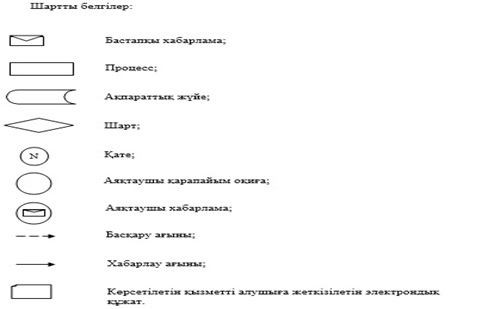 Шартты белгілер:
Бастапқы хабарлама;
Процесс;
Ақпараттық жүйе;
Шарт;
N
Қате;
Аяқтаушы қарапайым оқиға;
Аяқтаушы хабарлама;
Басқару ағыны;
Хабарлау ағыны;
Көрсетілетін қызметті алушыға жеткізілетін электрондық
құжат.